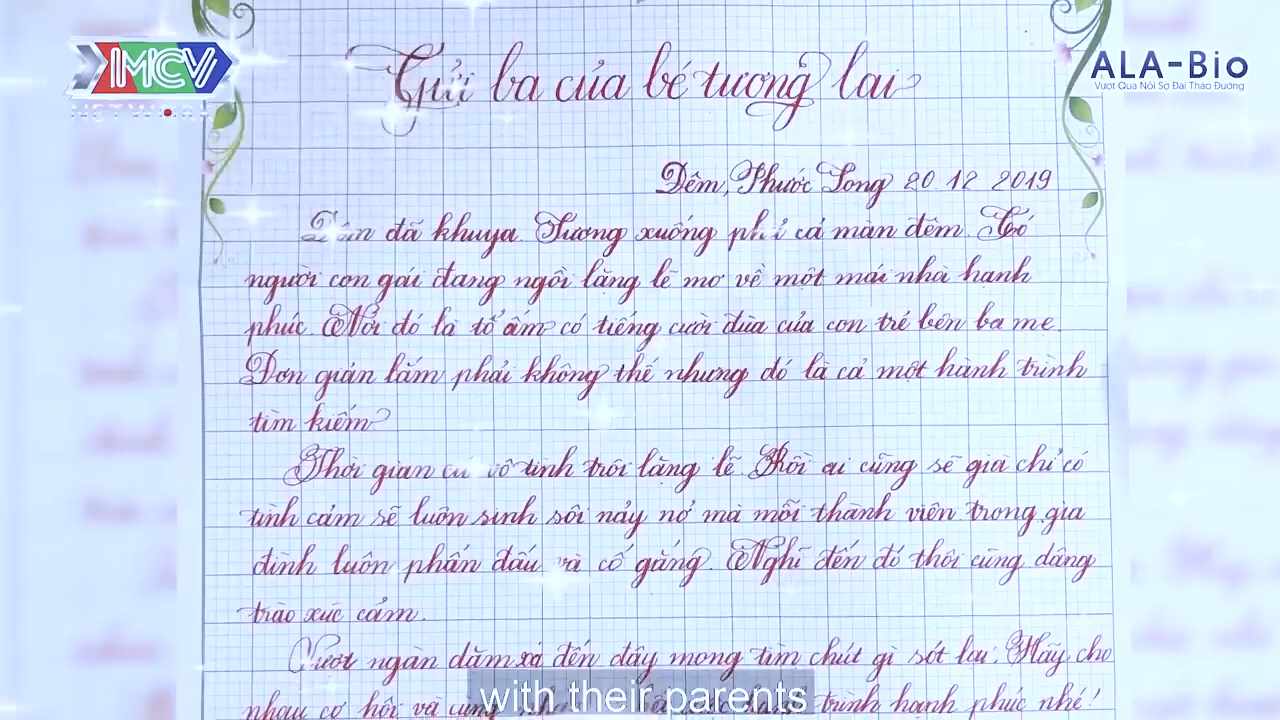 MCV
NETWORK
ALA-Bio
Vượt Qua Nỗi Sợ Đái Tháo Đường
Gửi ba của bé tương lai
Đêm, Phước Long 20.12.2019
đã khuya. Sương xuống phủ cả màn đêm. Có
người con gái đang ngồi lặng lẽ mơ về một mái nhà hạnh
phúc. Nơi đó là tổ ấm có tiếng cười đùa của con trẻ bên ba mẹ.
Đơn giản lắm phải không thế nhưng đó là cả một hành trình
tìm kiếm
Thời gian cứ vô tình trôi lặng lẽ. Rồi ai cũng sẽ già chỉ có
tình cảm sẽ luôn sinh sôi nảy nở mà mỗi thành viên trong gia
đình luôn phấn đấu và cố gắng. Nghĩ đến đó thôi cũng dâng
trào xúc cảm.
Vượt ngàn dặm xa đến đây mong tìm chút gì sót lại. Hãy cho
nhau cơ hội và cùng trình hạnh phúc nhé!
with their parents